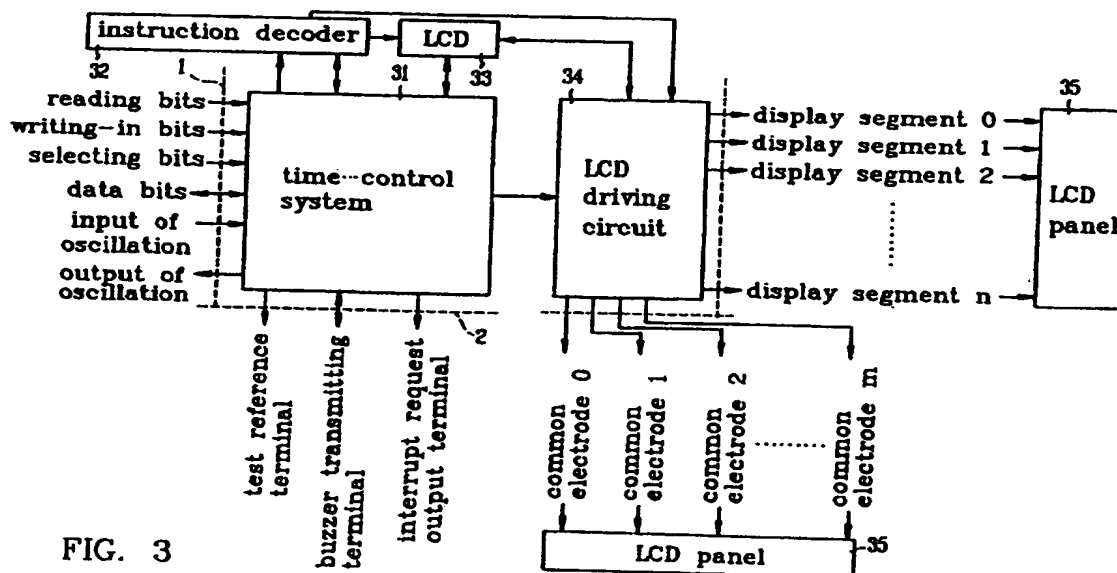 instruction decoder
LCD
32
33
1
31
34
35
reading bits
writing-in bits
selecting bits
data bits
input of
oscillation
output of
oscillation
time···control
system
LCD
driving
circuit
display segment 0
display segment 1
display segment 2
display segment n
LCD
panel
2
test reference
terminal
buzzer transmitting
terminal
interrupt request
output terminal
common
electrode 0
common
electrode 1
common
electrode 2
common
electrode m
LCD panel
35
FIG. 3